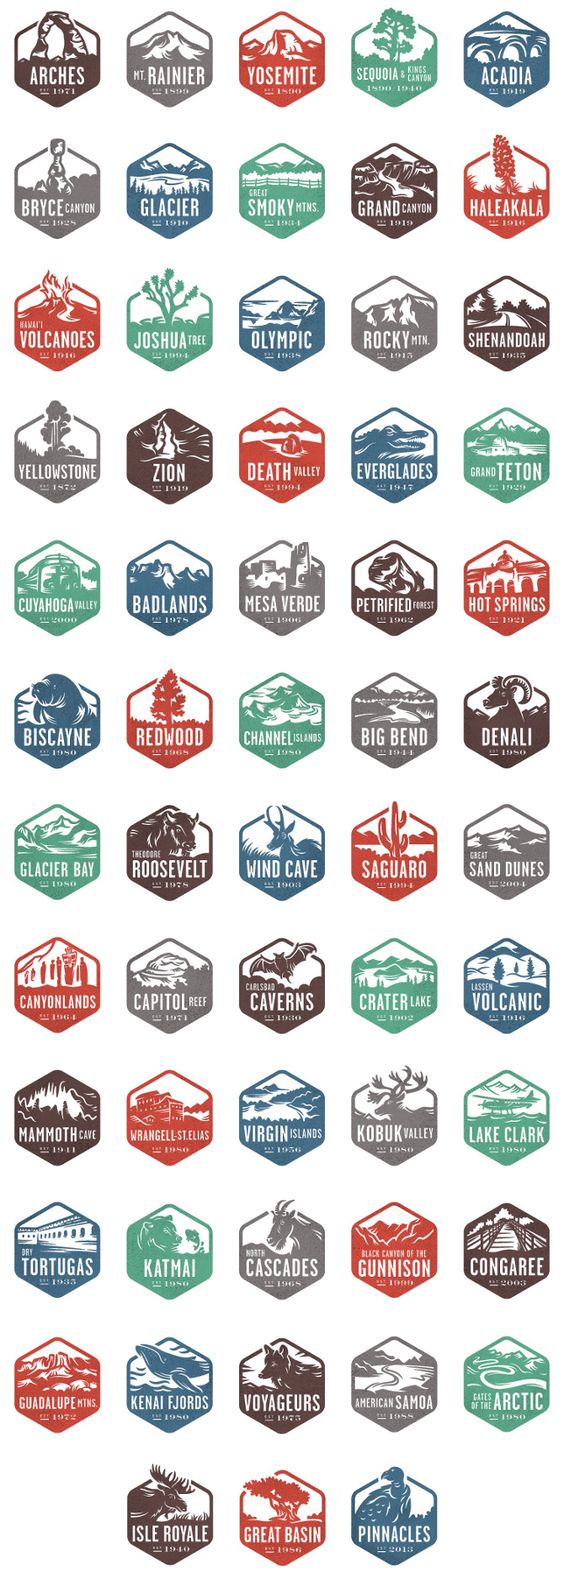 ARCHES
EST 1971
MT. RAINIER
EST 1899
YOSEMITE
EST 1890
SEQUOIA & KINGS CANYON
1890/1940
ACADIA
EST 1919
BRYCE CANYON
EST 1928
GLACIER
EST 1910
GREAT
SMOKY MTNS.
EST 1934
GRAND CANYON
EST 1919
HALEAKALĀ
EST 1916
HAWAI'I
VOLCANOES
EST 1916
JOSHUA TREE
EST 1994
OLYMPIC
EST 1938
ROCKY MTN.
EST 1915
SHENANDOAH
EST 1935
YELLOWSTONE
EST 1872
ZION
EST 1919
DEATH VALLEY
EST 1994
EVERGLADES
EST 1947
GRAND TETON
EST 1929
CUYAHOGA VALLEY
EST 2000
BADLANDS
EST 1978
MESA VERDE
EST 1906
PETRIFIED FOREST
EST 1962
HOT SPRINGS
EST 1921
BISCAYNE
EST 1980
REDWOOD
EST 1968
CHANNEL ISLANDS
EST 1980
BIG BEND
EST 1944
DENALI
EST 1980
GLACIER BAY
EST 1980
THEODORE
ROOSEVELT
EST 1978
WIND CAVE
EST 1903
SAGUARO
EST 1994
GREAT
SAND DUNES
EST 2004
CANYONLANDS
EST 1964
CAPITOL REEF
EST 1971
CARLSBAD
CAVERNS
EST 1930
CRATER LAKE
EST 1902
LASSEN
VOLCANIC
EST 1916
MAMMOTH CAVE
EST 1941
WRANGELL-ST.ELIAS
EST 1980
VIRGIN ISLANDS
EST 1956
KOBUK VALLEY
EST 1980
LAKE CLARK
EST 1980
DRY
TORTUGAS
EST 1935
KATMAI
EST 1980
NORTH
CASCADES
EST 1968
BLACK CANYON OF THE
GUNNISON
EST 1999
CONGAREE
EST 2003
GUADALUPE MTNS.
EST 1972
KENAI FJORDS
EST 1980
VOYAGEURS
EST 1975
AMERICAN SAMOA
EST 1988
GATES OF THE ARCTIC
EST 1980
ISLE ROYALE
EST 1940
GREAT BASIN
EST 1986
PINNACLES
EST 2013